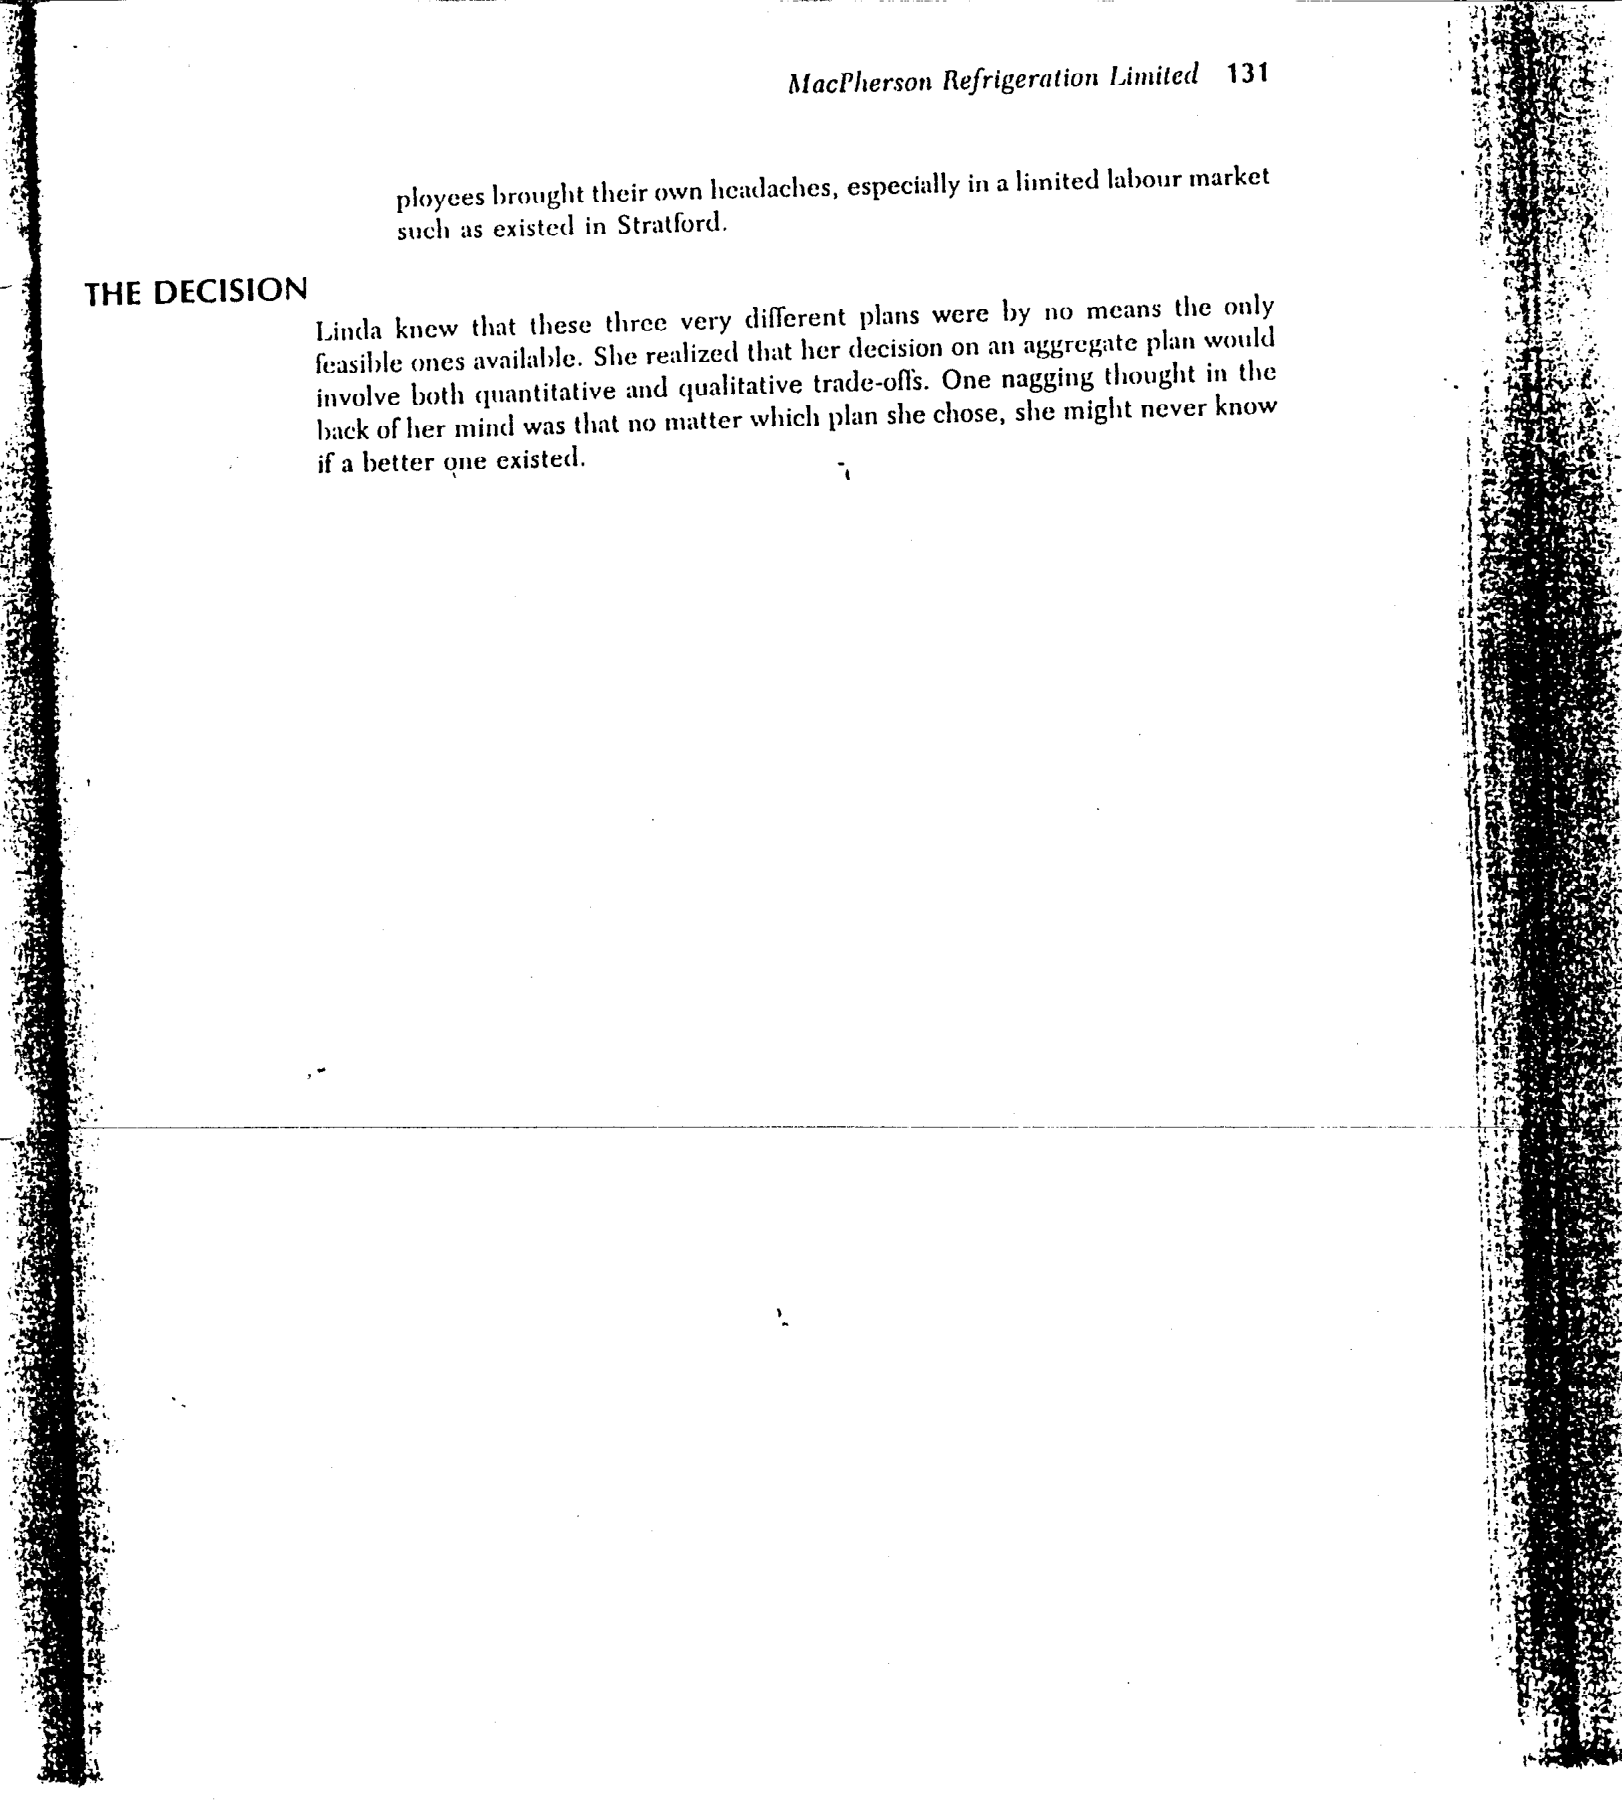 MacPherson Refrigeration Limited 131
ployees brought their own headaches, especially in a limited labour market
such as existed in Stratford.
THE DECISION
Linda knew that these three very different plans were by no means the only
feasible ones available. She realized that her decision on an aggregate plan would
involve both quantitative and qualitative trade-offs. One nagging thought in the
back of her mind was that no matter which plan she chose, she might never know
if a better one existed.